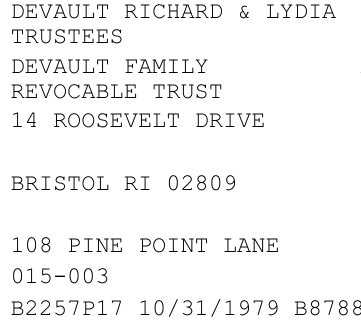 DEVAULT RICHARD & LYDIA
TRUSTEES
DEVAULT FAMILY
REVOCABLE TRUST
14 ROOSEVELT DRIVE
BRISTOL RI 02809
108 PINE POINT LANE
015-003
B2257P17 10/31/1979 B8788